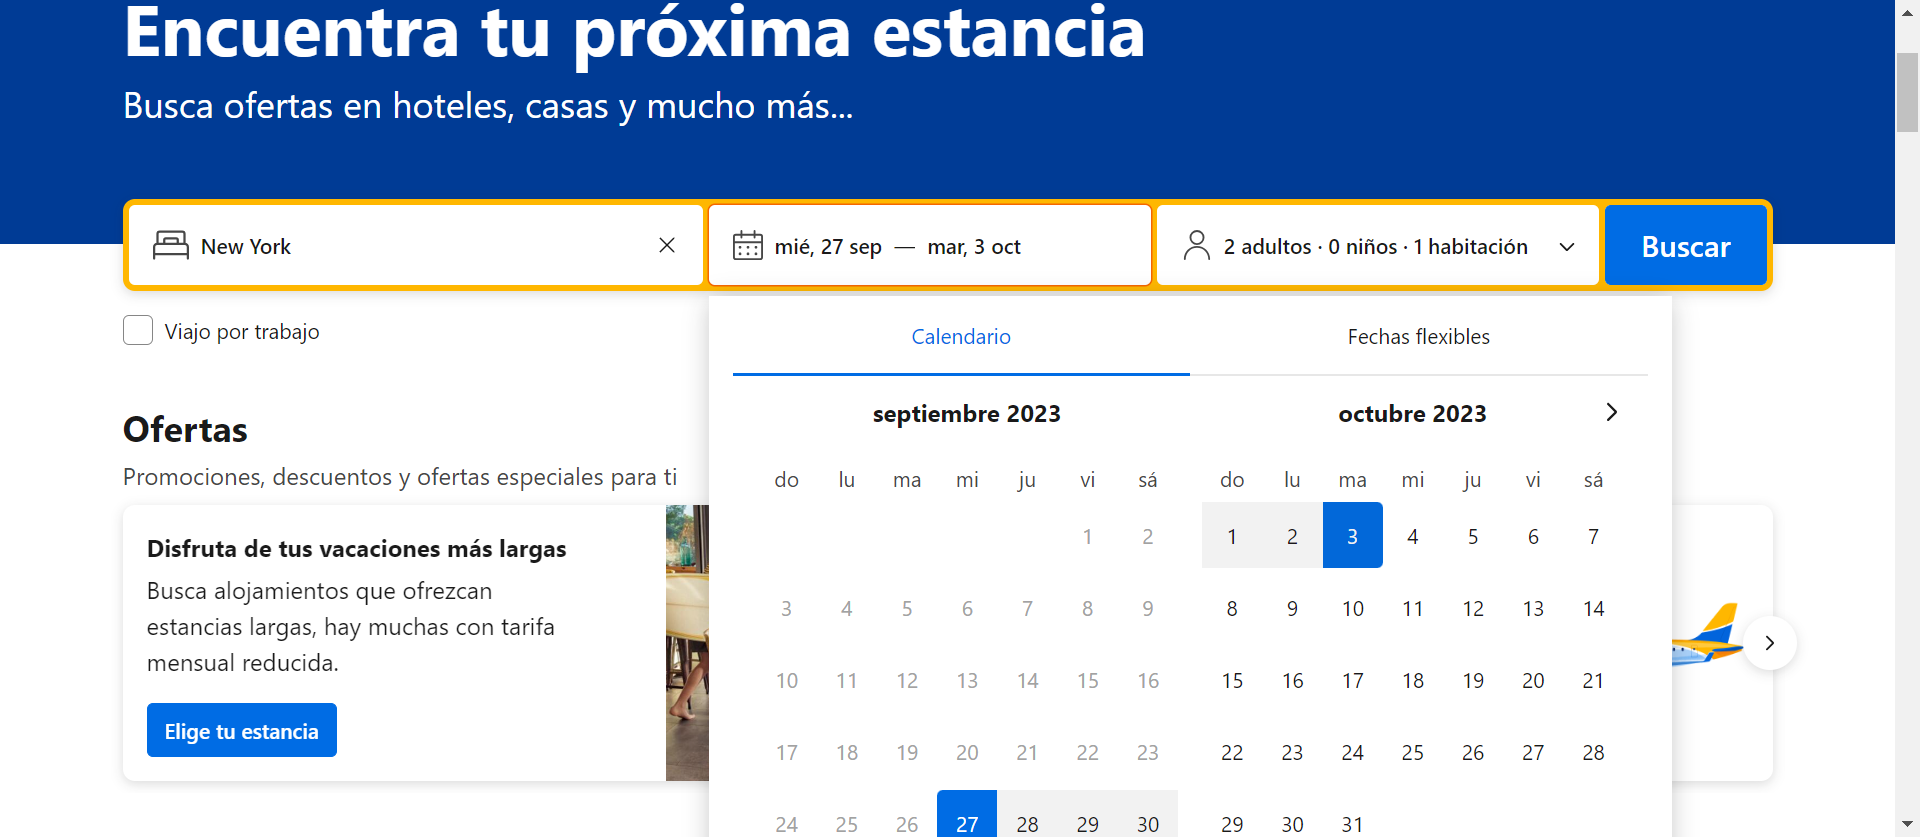 Encuentra tu próxima estancia
Busca ofertas en hoteles, casas y mucho más...
New York
mié, 27 sep — mar, 3 oct
2 adultos · 0 niños · 1 habitación
Buscar
Viajo por trabajo
Calendario
Fechas flexibles
septiembre 2023
do lu ma mi ju vi sá
1 2
3 4 5 6 7 8 9
10 11 12 13 14 15 16
17 18 19 20 21 22 23
24 25 26 27 28 29 30
octubre 2023
do lu ma mi ju vi sá
1 2 3 4 5 6 7
8 9 10 11 12 13 14
15 16 17 18 19 20 21
22 23 24 25 26 27 28
29 30 31
Ofertas
Promociones, descuentos y ofertas especiales para ti
Disfruta de tus vacaciones más largas
Busca alojamientos que ofrezcan
estancias largas, hay muchas con tarifa
mensual reducida.
Elige tu estancia